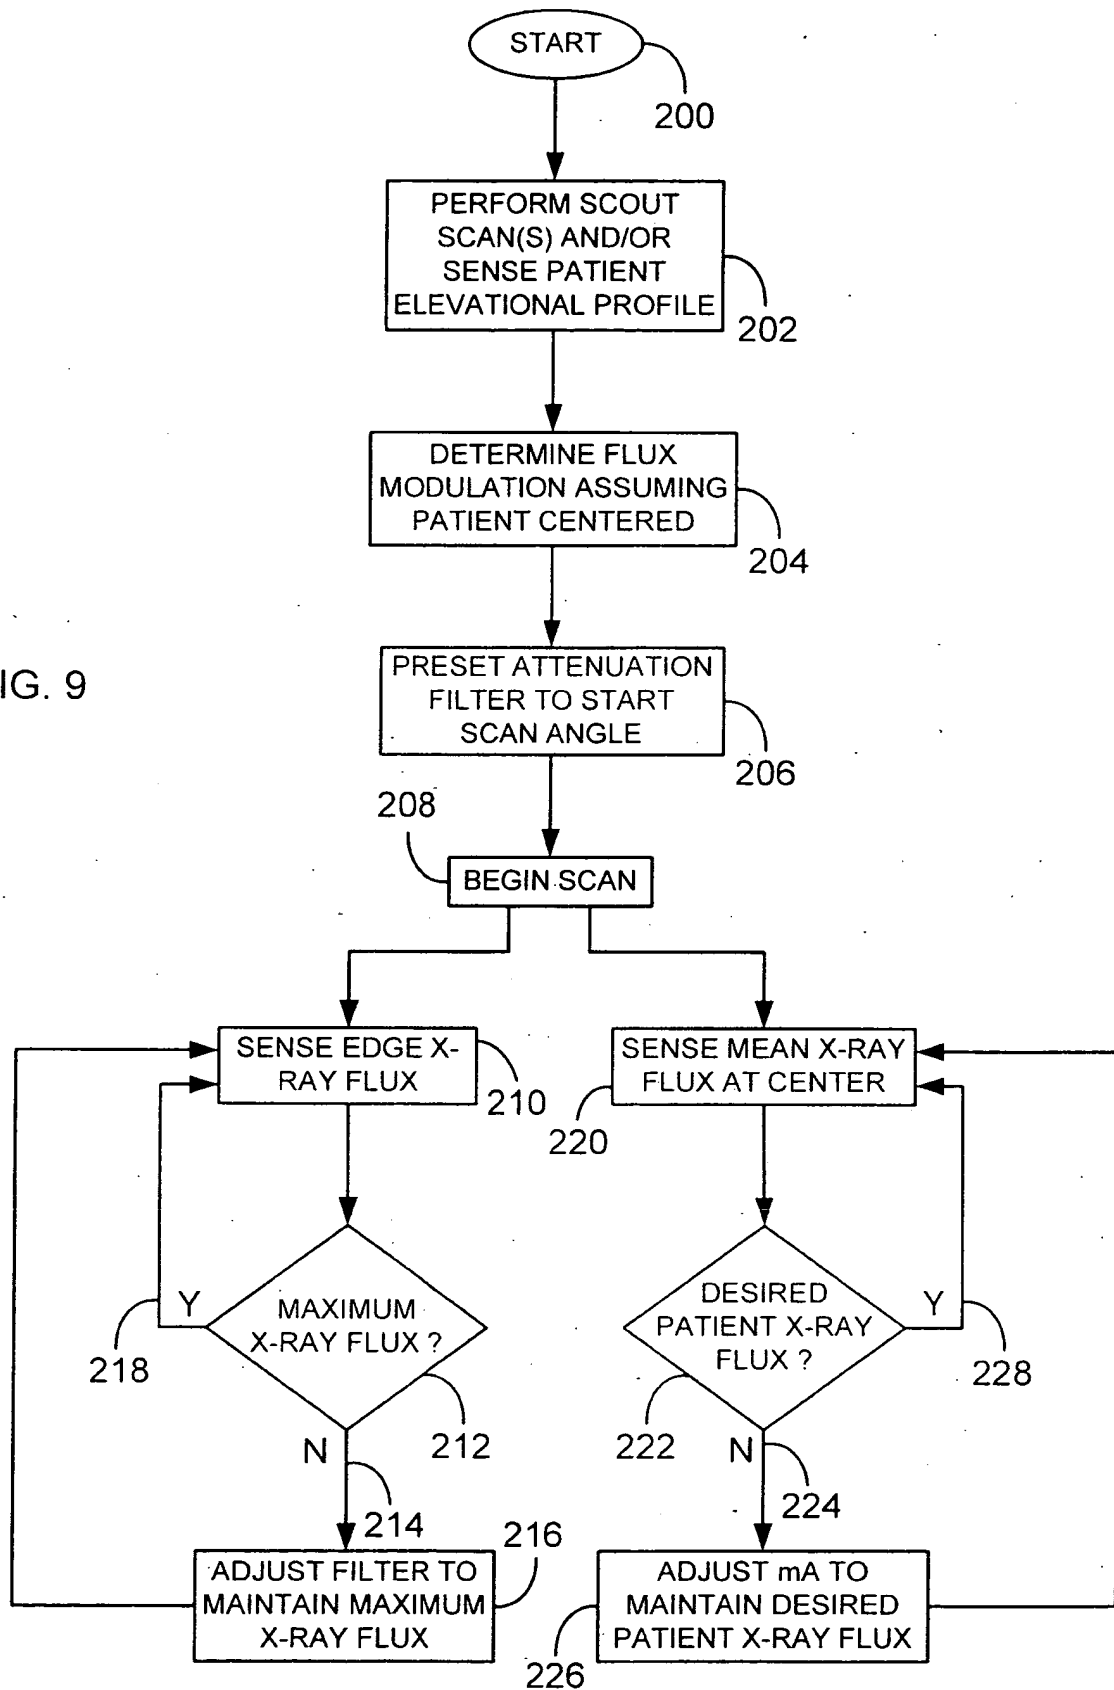 START
200
PERFORM SCOUT
SCAN(S) AND/OR
SENSE PATIENT
ELEVATIONAL PROFILE
202
DETERMINE FLUX
MODULATION ASSUMING
PATIENT CENTERED
204
IG. 9
PRESET ATTENUATION
FILTER TO START
SCAN ANGLE
206
208
BEGIN SCAN
SENSE EDGE X-
RAY FLUX
210
SENSE MEAN X-RAY
FLUX AT CENTER
220
MAXIMUM
X-RAY FLUX ?
Y
218
212
N
214
DESIRED
PATIENT X-RAY
FLUX ?
Y
228
222
N
224
ADJUST FILTER TO
MAINTAIN MAXIMUM
X-RAY FLUX
216
ADJUST mA TO
MAINTAIN DESIRED
PATIENT X-RAY FLUX
226